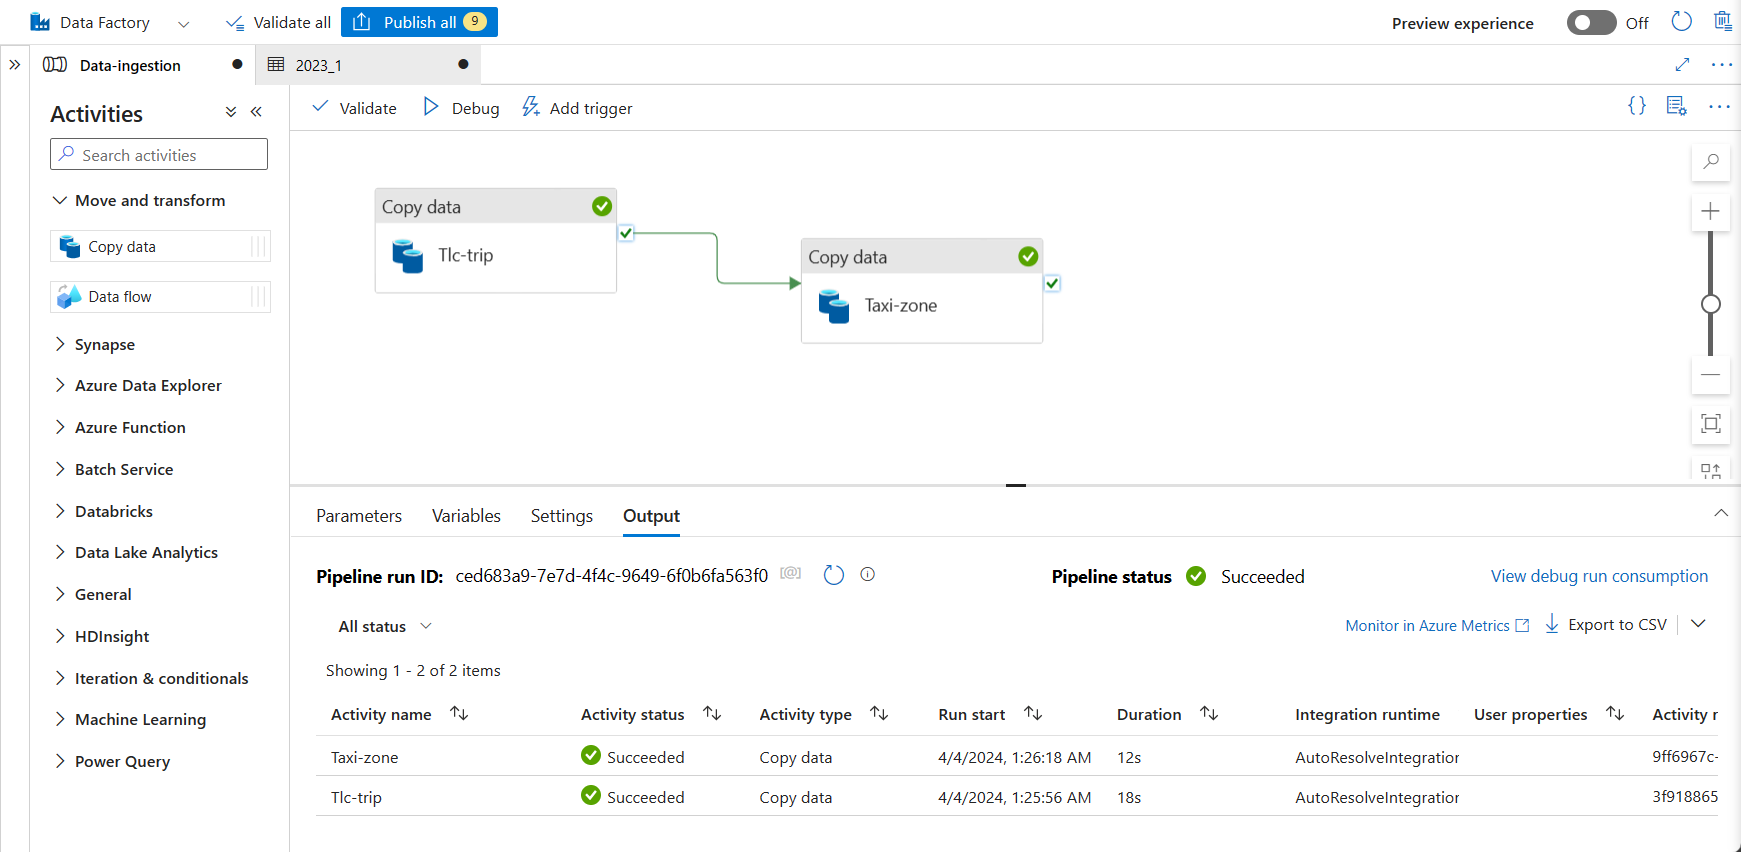 Data Factory Validate all Publish all 9 Preview experience Off
Data-ingestion 2023_1
Activities
Validate Debug Add trigger
Search activities
Move and transform
Copy data
Data flow
Synapse
Azure Data Explorer
Azure Function
Batch Service
Databricks
Data Lake Analytics
General
HDInsight
Iteration & conditionals
Machine Learning
Power Query
Copy data
Tlc-trip
Copy data
Taxi-zone
Parameters Variables Settings Output
Pipeline run ID: ced683a9-7e7d-4f4c-9649-6f0b6fa563f0 [@] Pipeline status Succeeded View debug run consumption
All status Monitor in Azure Metrics Export to CSV
Showing 1 - 2 of 2 items
Activity name Activity status Activity type Run start Duration Integration runtime User properties Activity r
Taxi-zone Succeeded Copy data 4/4/2024, 1:26:18 AM 12s AutoResolveIntegration 9ff6967c-
Tlc-trip Succeeded Copy data 4/4/2024, 1:25:56 AM 18s AutoResolveIntegration 3f918865